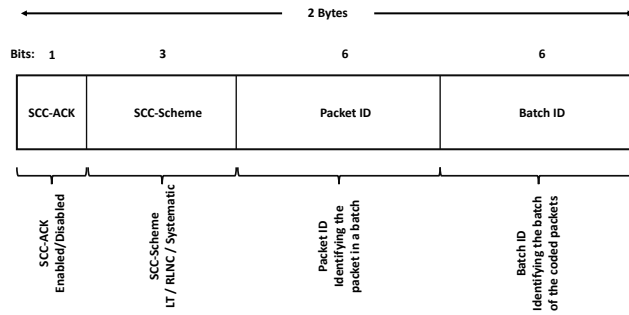 2 Bytes
Bits: 1 3 6 6
SCC-ACK SCC-Scheme Packet ID Batch ID
SCC-ACK
Enabled/Disabled
SCC-Scheme
LT / RLNC / Systematic
Packet ID
Identifying the
packet in a batch
Batch ID
Identifying the batch
of the coded packets